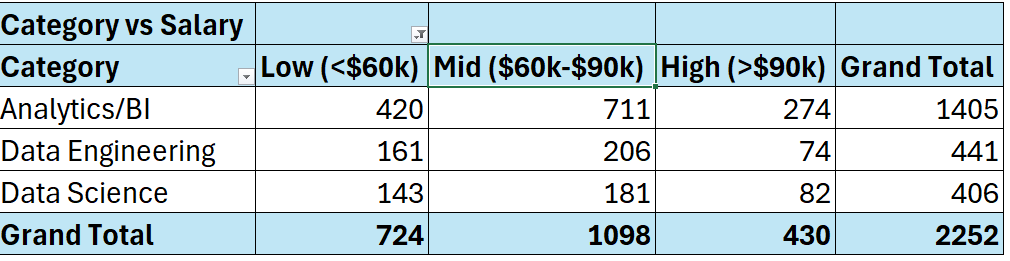 Category vs Salary
Category Low (<$60k) Mid ($60k-$90k) High (>$90k) Grand Total
Analytics/BI 420 711 274 1405
Data Engineering 161 206 74 441
Data Science 143 181 82 406
Grand Total 724 1098 430 2252